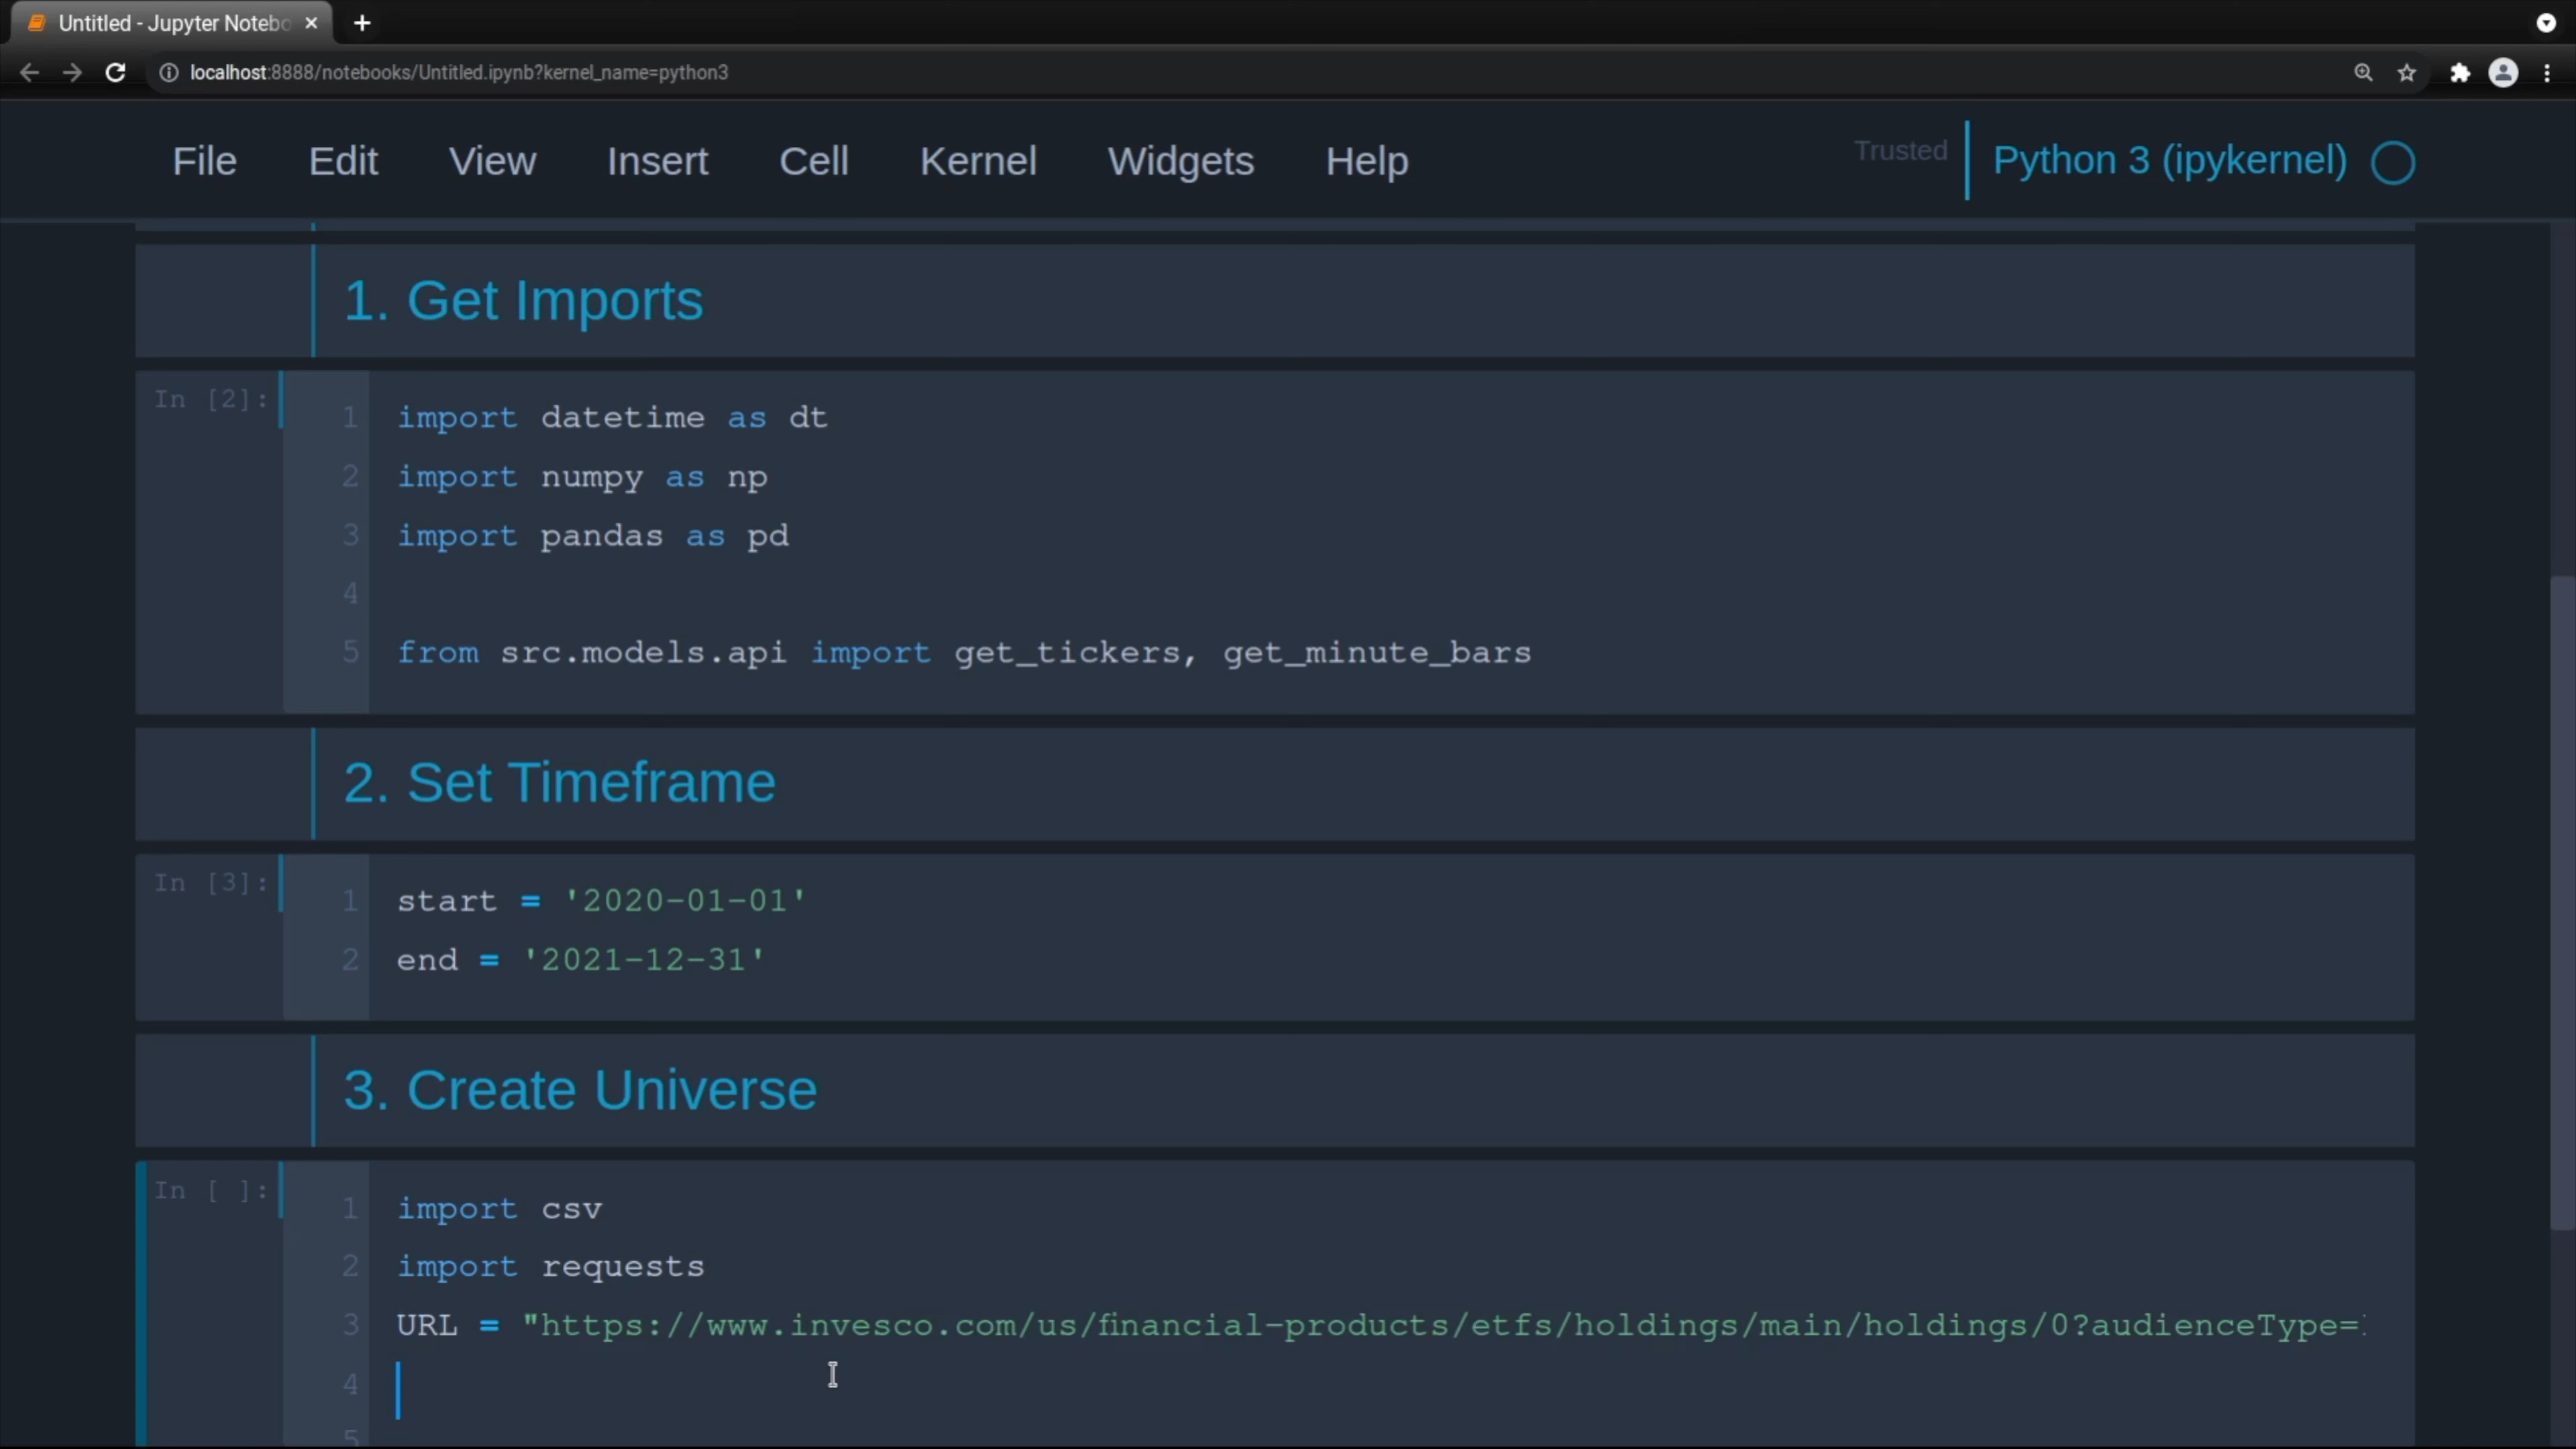 Untitled - Jupyter Notebo
localhost:8888/notebooks/Untitled.ipynb?kernel_name=python3
File Edit View Insert Cell Kernel Widgets Help Trusted Python 3 (ipykernel)
1. Get Imports
In [2]:
1 import datetime as dt
2 import numpy as np
3 import pandas as pd
4
5 from src.models.api import get_tickers, get_minute_bars
2. Set Timeframe
In [3]:
1 start = '2020-01-01'
2 end = '2021-12-31'
3. Create Universe
In [ ]:
1 import csv
2 import requests
3 URL = "https://www.invesco.com/us/financial-products/etfs/holdings/main/holdings/0?audienceType=
4
5